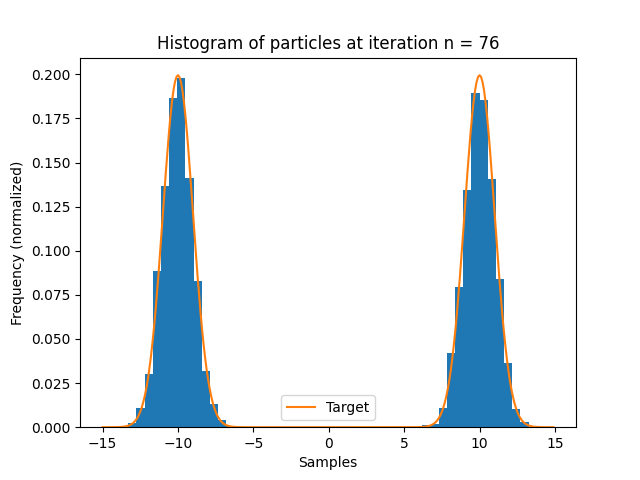 Histogram of particles at iteration n = 76
Frequency (normalized)
0.200
0.175
0.150
0.125
0.100
0.075
0.050
0.025
0.000
Target
−15 −10 −5 0 5 10 15
Samples